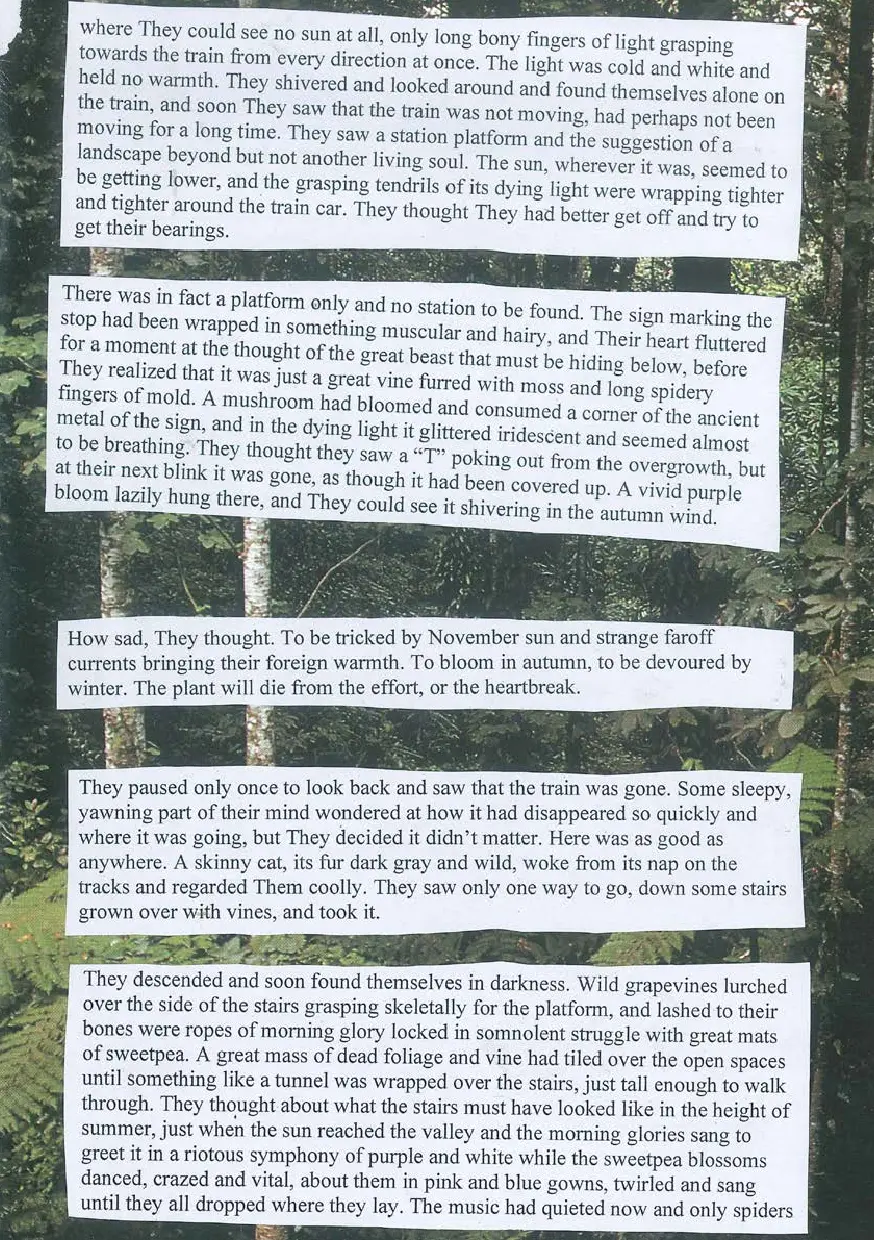 where They could see no sun at all, only long bony fingers of light grasping
towards the train from every direction at once. The light was cold and white and
held no warmth. They shivered and looked around and found themselves alone on
the train, and soon They saw that the train was not moving, had perhaps not been
moving for a long time. They saw a station platform and the suggestion of a
landscape beyond but not another living soul. The sun, wherever it was, seemed to
be getting lower, and the grasping tendrils of its dying light were wrapping tighter
and tighter around the train car. They thought They had better get off and try to
get their bearings.
There was in fact a platform only and no station to be found. The sign marking the
stop had been wrapped in something muscular and hairy, and Their heart fluttered
for a moment at the thought of the great beast that must be hiding below, before
They realized that it was just a great vine furred with moss and long spidery
fingers of mold. A mushroom had bloomed and consumed a corner of the ancient
metal of the sign, and in the dying light it glittered iridescent and seemed almost
to be breathing. They thought they saw a “T” poking out from the overgrowth, but
at their next blink it was gone, as though it had been covered up. A vivid purple
bloom lazily hung there, and They could see it shivering in the autumn wind.
How sad, They thought. To be tricked by November sun and strange faroff
currents bringing their foreign warmth. To bloom in autumn, to be devoured by
winter. The plant will die from the effort, or the heartbreak.
They paused only once to look back and saw that the train was gone. Some sleepy,
yawning part of their mind wondered at how it had disappeared so quickly and
where it was going, but They decided it didn’t matter. Here was as good as
anywhere. A skinny cat, its fur dark gray and wild, woke from its nap on the
tracks and regarded Them coolly. They saw only one way to go, down some stairs
grown over with vines, and took it.
They descended and soon found themselves in darkness. Wild grapevines lurched
over the side of the stairs grasping skeletally for the platform, and lashed to their
bones were ropes of morning glory locked in somnolent struggle with great mats
of sweetpea. A great mass of dead foliage and vine had tiled over the open spaces
until something like a tunnel was wrapped over the stairs, just tall enough to walk
through. They thought about what the stairs must have looked like in the height of
summer, just when the sun reached the valley and the morning glories sang to
greet it in a riotous symphony of purple and white while the sweetpea blossoms
danced, crazed and vital, about them in pink and blue gowns, twirled and sang
until they all dropped where they lay. The music had quieted now and only spiders